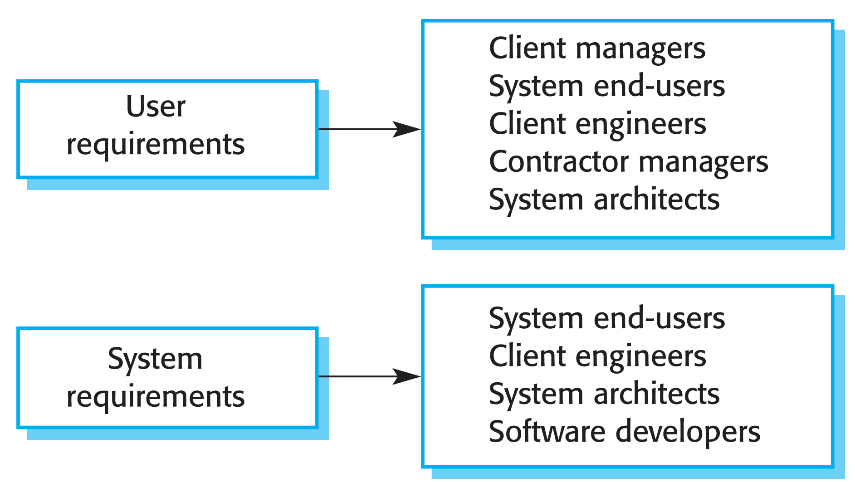 User
requirements
Client managers
System end-users
Client engineers
Contractor managers
System architects
System
requirements
System end-users
Client engineers
System architects
Software developers